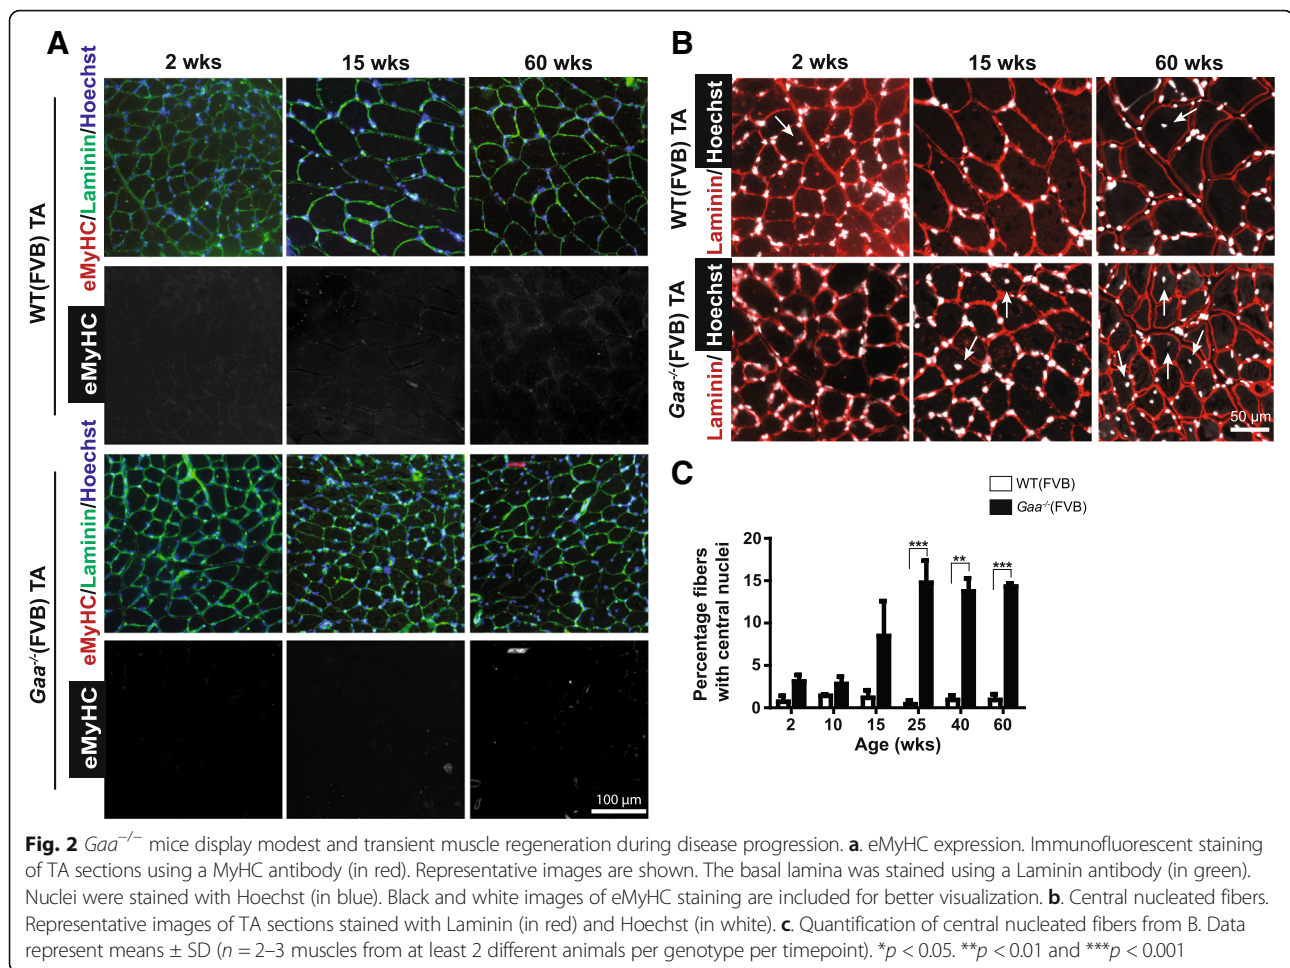 A
2 wks
15 wks
60 wks
WT(FVB) TA
eMyHC/Laminin/Hoechst
eMyHC
Gaa-/-(FVB) TA
eMyHC/Laminin/Hoechst
eMyHC
100 µm
B
2 wks
15 wks
60 wks
WT(FVB) TA
Laminin/Hoechst
Gaa-/-(FVB) TA
Laminin/Hoechst
50 µm
C
WT(FVB)
Gaa-/-(FVB)
Percentage fibers
with central nuclei
20
15
10
5
0
***
**
***
2 10 15 25 40 60
Age (wks)
Fig. 2 Gaa−/− mice display modest and transient muscle regeneration during disease progression. a. eMyHC expression. Immunofluorescent staining
of TA sections using a MyHC antibody (in red). Representative images are shown. The basal lamina was stained using a Laminin antibody (in green).
Nuclei were stained with Hoechst (in blue). Black and white images of eMyHC staining are included for better visualization. b. Central nucleated fibers.
Representative images of TA sections stained with Laminin (in red) and Hoechst (in white). c. Quantification of central nucleated fibers from B. Data
represent means ± SD (n = 2–3 muscles from at least 2 different animals per genotype per timepoint). *p < 0.05. **p < 0.01 and ***p < 0.001